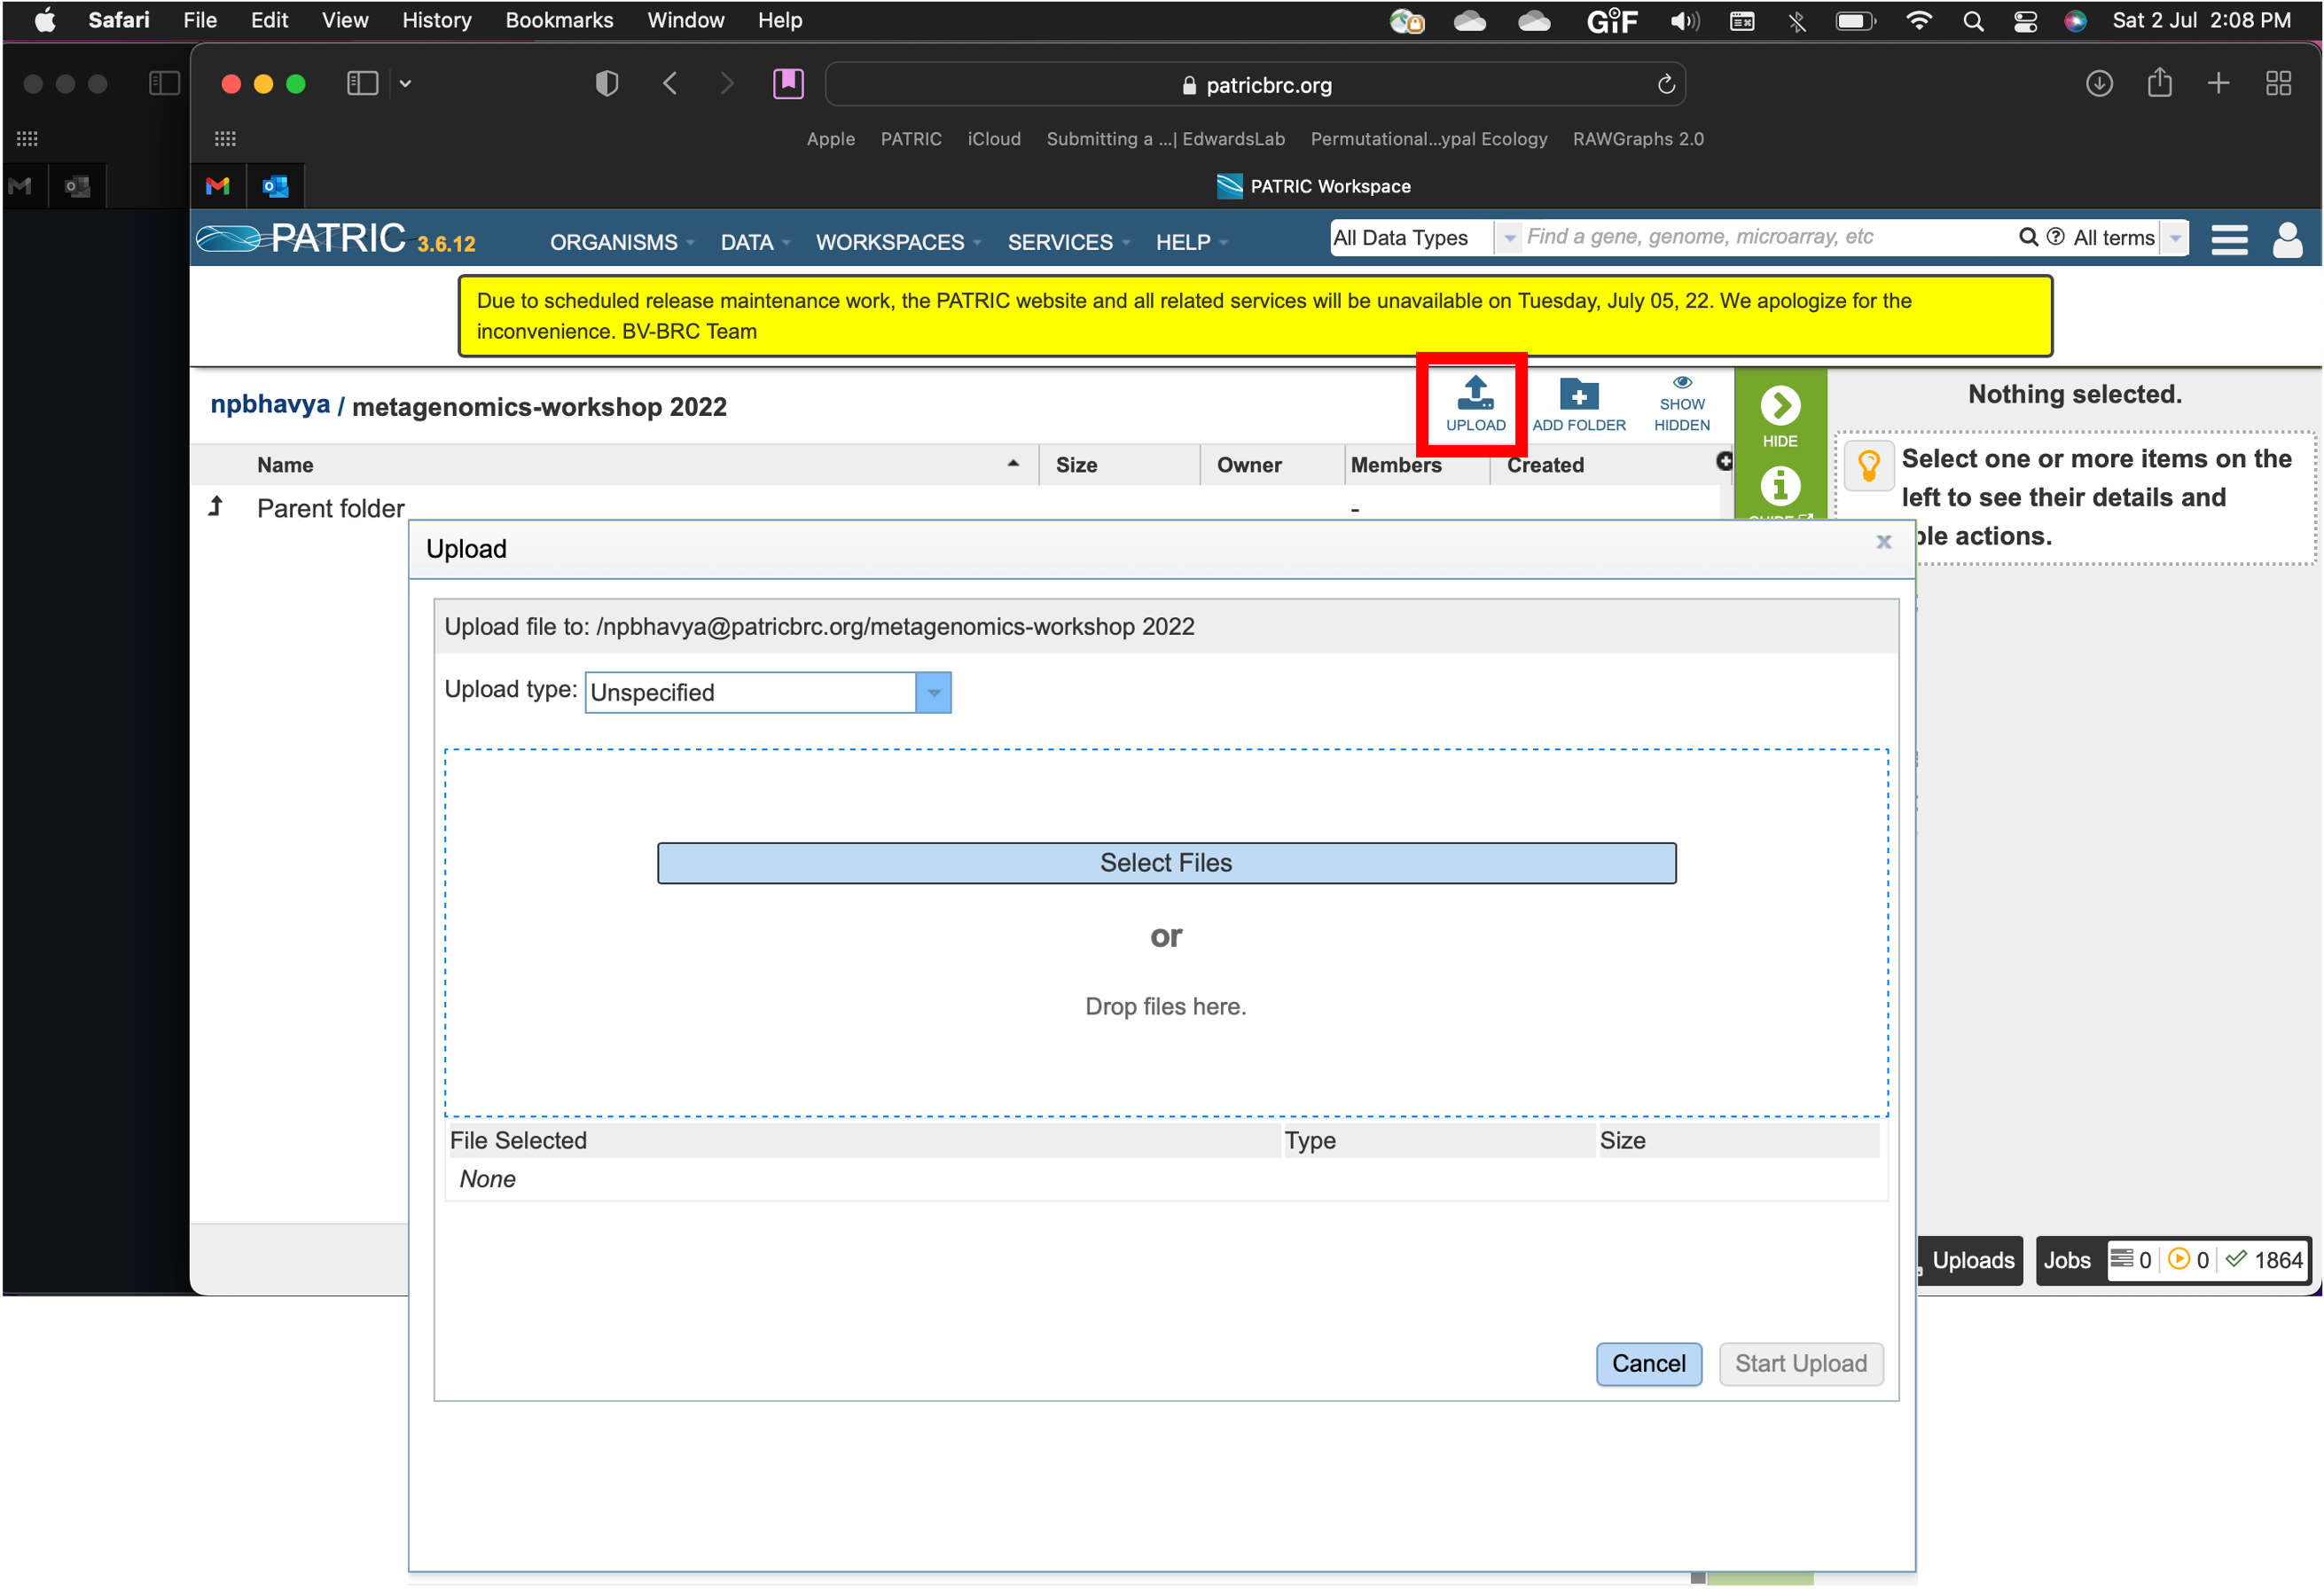 Safari File Edit View History Bookmarks Window Help GIF Sat 2 Jul 2:08 PM
patricbrc.org
Apple PATRIC iCloud Submitting a ...| EdwardsLab Permutational...ypal Ecology RAWGraphs 2.0
PATRIC Workspace
PATRIC 3.6.12 ORGANISMS DATA WORKSPACES SERVICES HELP All Data Types Find a gene, genome, microarray, etc All terms
Due to scheduled release maintenance work, the PATRIC website and all related services will be unavailable on Tuesday, July 05, 22. We apologize for the
inconvenience. BV-BRC Team
npbhavya / metagenomics-workshop 2022
UPLOAD
ADD FOLDER
SHOW
HIDDEN
HIDE
Nothing selected.
Select one or more items on the
left to see their details and
ble actions.
Name Size Owner Members Created
Parent folder -
Upload x
Upload file to: /npbhavya@patricbrc.org/metagenomics-workshop 2022
Upload type: Unspecified
Select Files
or
Drop files here.
File Selected Type Size
None
Uploads Jobs 0 0 1864
Cancel Start Upload